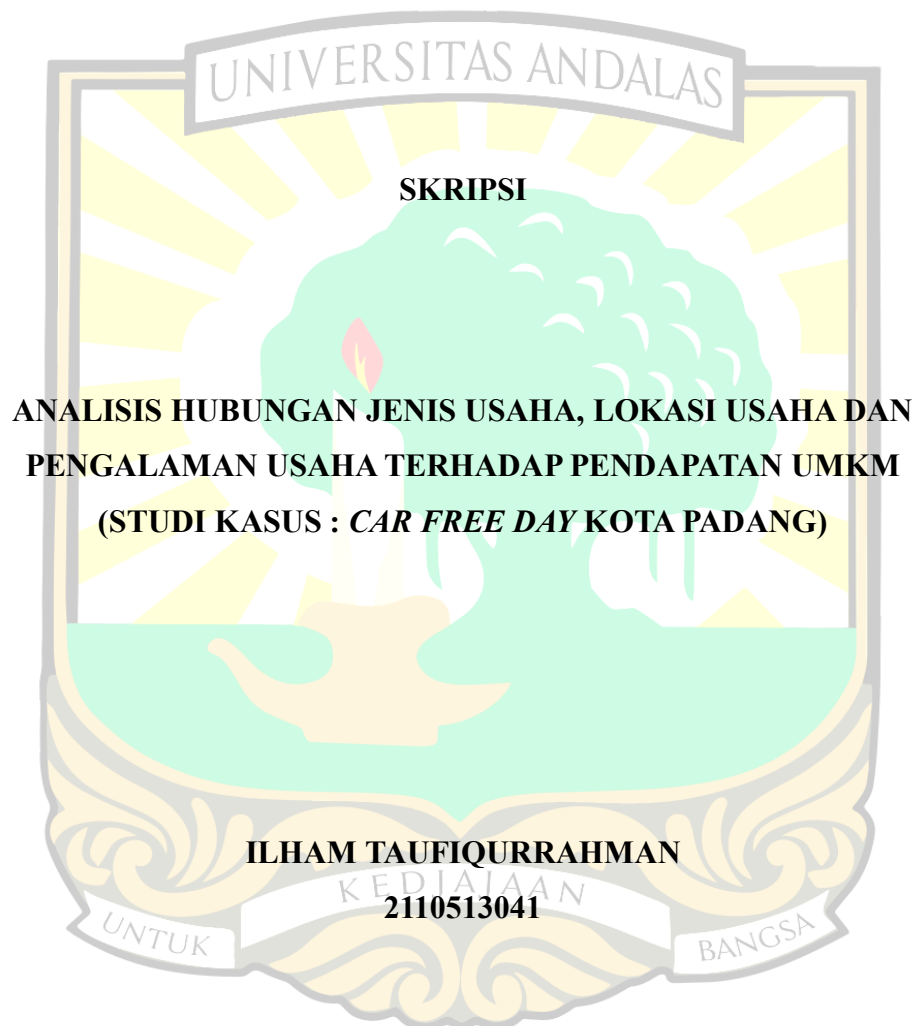 UNIVERSITAS ANDALAS
SKRIPSI
ANALISIS HUBUNGAN JENIS USAHA, LOKASI USAHA DAN
PENGALAMAN USAHA TERHADAP PENDAPATAN UMKM
(STUDI KASUS : CAR FREE DAY KOTA PADANG)
ILHAM TAUFIQURRAHMAN
KEDJAJAAN
2110513041
UNTUK
BANGSA